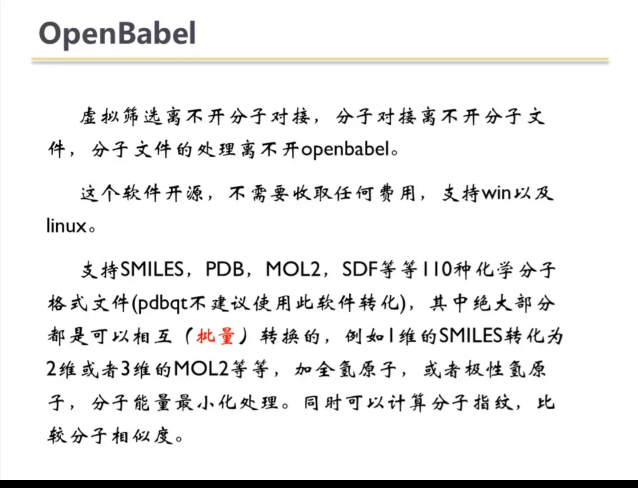 OpenBabel
虚拟筛选离不开分子对接，分子对接离不开分子文
件，分子文件的处理离不开openbabel。
这个软件开源，不需要收取任何费用，支持win以及
linux。
支持SMILES，PDB，MOL2，SDF等等110种化学分子
格式文件(pdbqt不建议使用此软件转化)，其中绝大部分
都是可以相互（批量）转换的，例如1维的SMILES转化为
2维或者3维的MOL2等等，加全氢原子，或者极性氢原
子，分子能量最小化处理。同时可以计算分子指纹，比
较分子相似度。